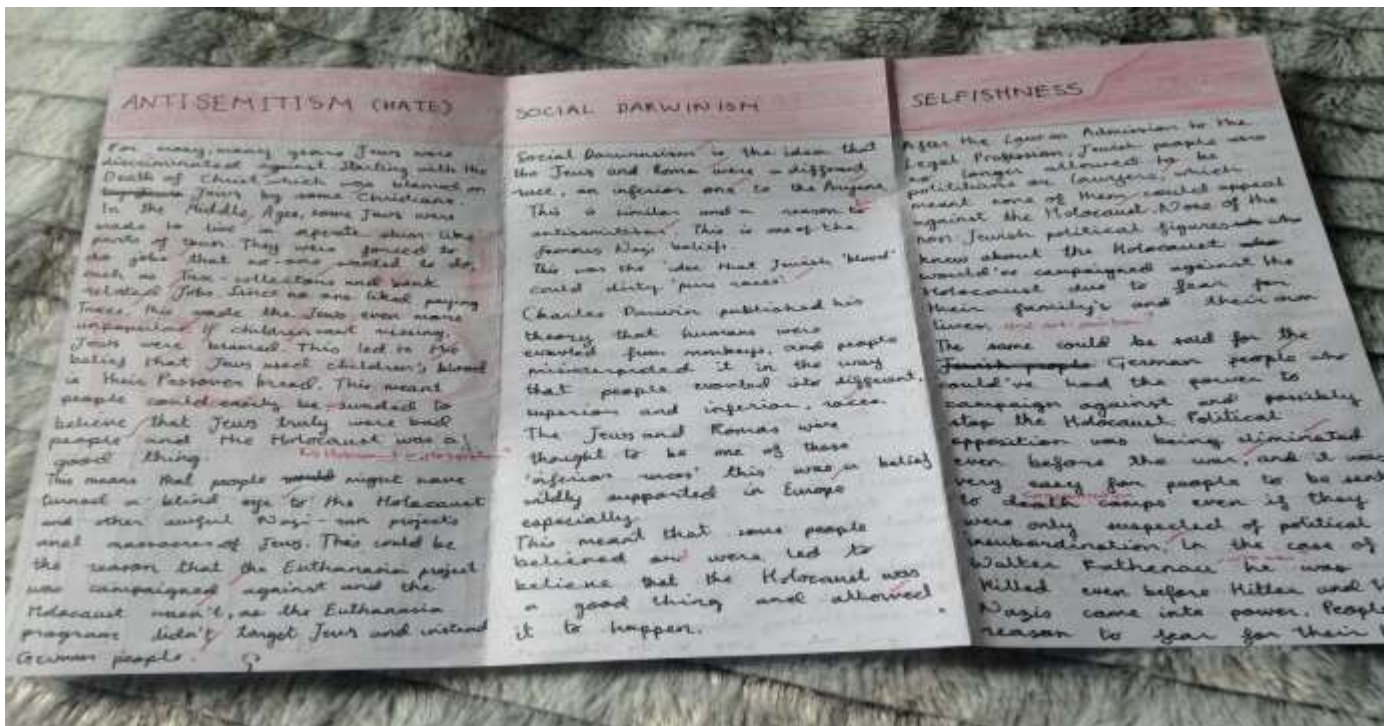 ANTISEMITISM (HATE)
For many, many years Jews were
discriminated against. Starting with the
Death of Christ which was blamed on
Jews by some Christians.
In the Middle Ages, some Jews were
made to live in
parts of town. They were forced to
do jobs that no-one wanted to do,
such as Tax-collectors and bank
related jobs. Since no one liked paying
Taxes, this made the Jews even more
unpopular. If children went missing,
Jews were blamed. This led to the
belief that Jews used children's blood
in their Passover bread. This meant
people could easily be to
believe that Jews truly were bad
people and the Holocaust was a
good thing.
This means that people would might have
turned a blind eye to the Holocaust
and other awful Nazi-run projects
and massacres of Jews. This could be
the reason that the Euthanasia project
was campaigned against and the
Holocaust wasn't, as the Euthanasia
programe didn't target Jews and instead
German people.
?
SOCIAL DARWINISM
Social Darwinism is the idea that
the Jews and Roma were a different
race, an inferior one to the
This is similar and a reason to
antisemitism. This is one of the
famous Nazi beliefs.
This was the idea that Jewish 'blood'
could dirty 'pure races'.
Charles Darwin published his
theory that humans were
evolved from monkeys, and people
misinterpreted it in the way
that people evolved into different,
superior and inferior, races
The Jews and Romas were
thought to be one of these
'inferior races' this was a belief
wildly supported in Europe
especially.
This meant that some people
believed or were led to
believe that the Holocaust was
a good thing and allowed
it to happen.
SELFISHNESS
After the Law on Admission to the
Legal Profession, Jewish people were
no longer allowed to be
politicians or lawyers, which
meant none of them could appeal
against the Holocaust. None of the
non Jewish political figures who
knew about the Holocaust who
would've campaigned against the
Holocaust due to fear for
their family's and their own
lives. and
The same could be said for the
Jewish people German people who
could've had the power to
campaign against and possibly
stop the Holocaust. Political
opposition was being eliminated
even before the war, and it was
very easy for people to be sent
to death camps even if they
were only suspected of political
insubordination. In the case of
Walter Rathenau he was
killed even before Hitler and
Nazis came into power. People
reason to fear for their